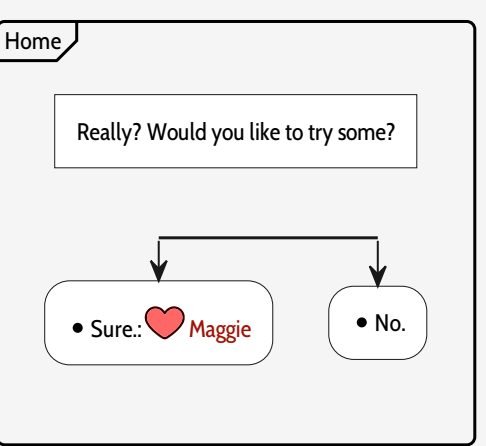 Home
Really? Would you like to try some?
• Sure.: Maggie
• No.